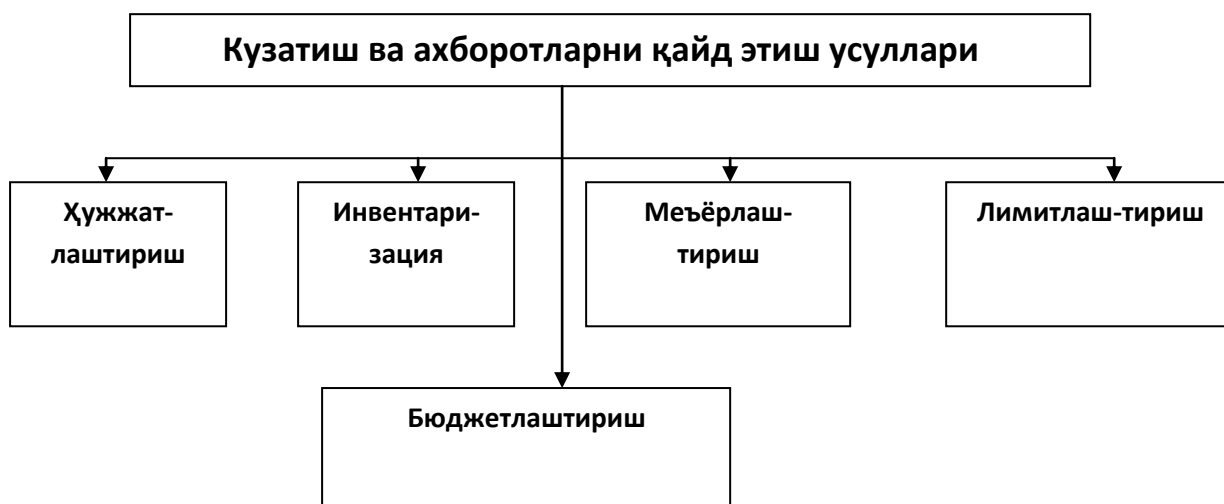 Кузатиш ва ахборотларни қайд этиш усуллари
Ҳужжат-
лаштириш
Инвентари-
зация
Меъёрлаш-
тириш
Лимитлаш-тириш
Бюджетлаштириш